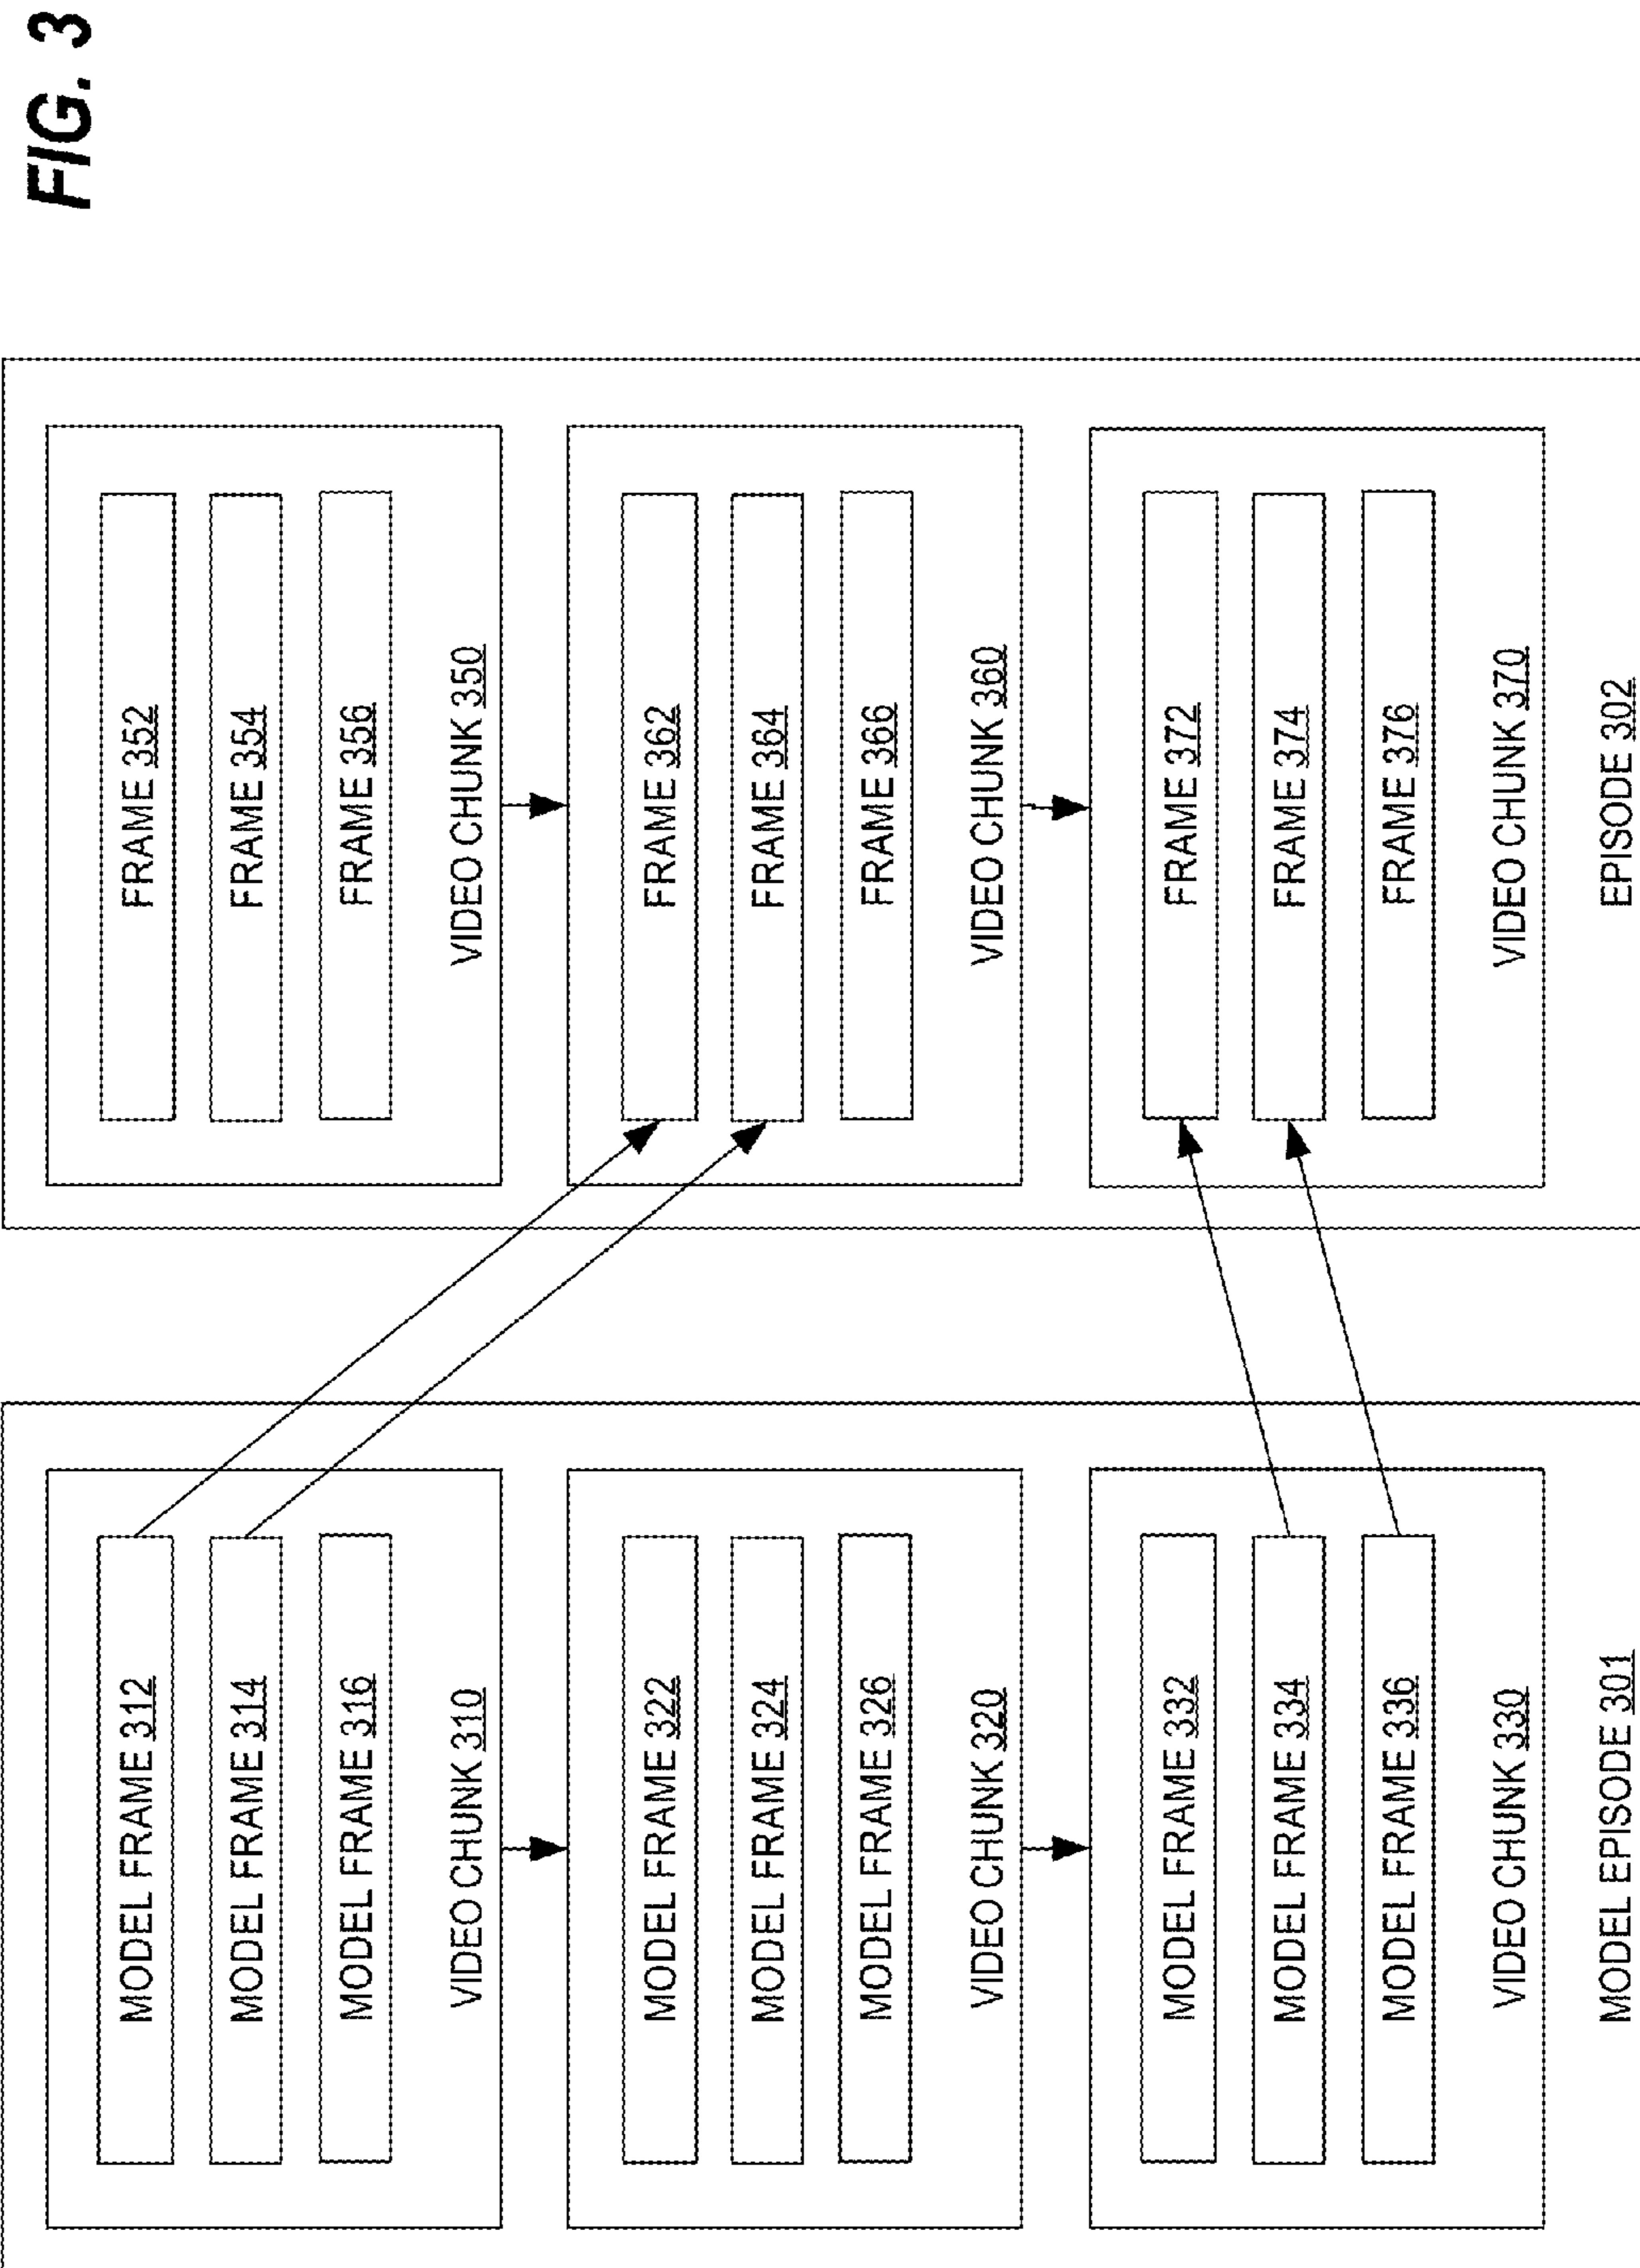 FIG. 3
MODEL FRAME 312
MODEL FRAME 314
MODEL FRAME 316
VIDEO CHUNK 310
MODEL FRAME 322
MODEL FRAME 324
MODEL FRAME 326
VIDEO CHUNK 320
MODEL FRAME 332
MODEL FRAME 334
MODEL FRAME 336
VIDEO CHUNK 330
MODEL EPISODE 301
FRAME 352
FRAME 354
FRAME 356
VIDEO CHUNK 350
FRAME 362
FRAME 364
FRAME 366
VIDEO CHUNK 360
FRAME 372
FRAME 374
FRAME 376
VIDEO CHUNK 370
EPISODE 302